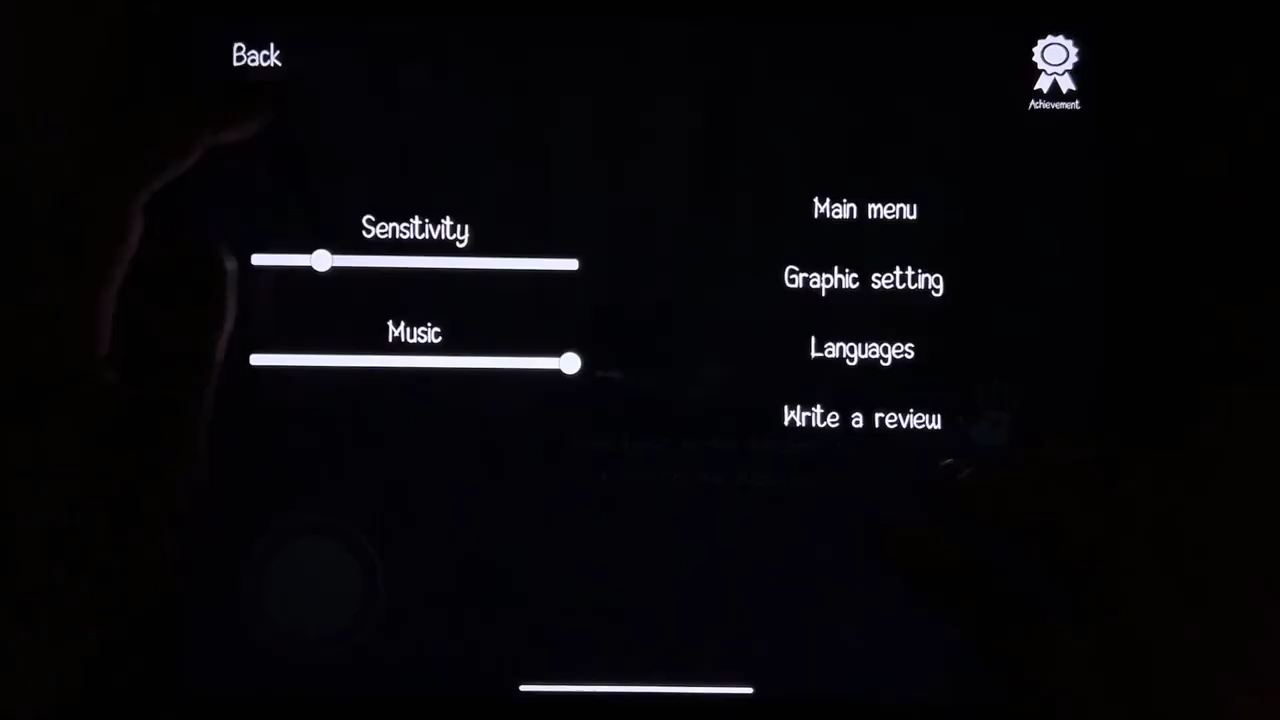 Back
Achievement
Sensitivity
Music
Main menu
Graphic setting
Languages
Write a review